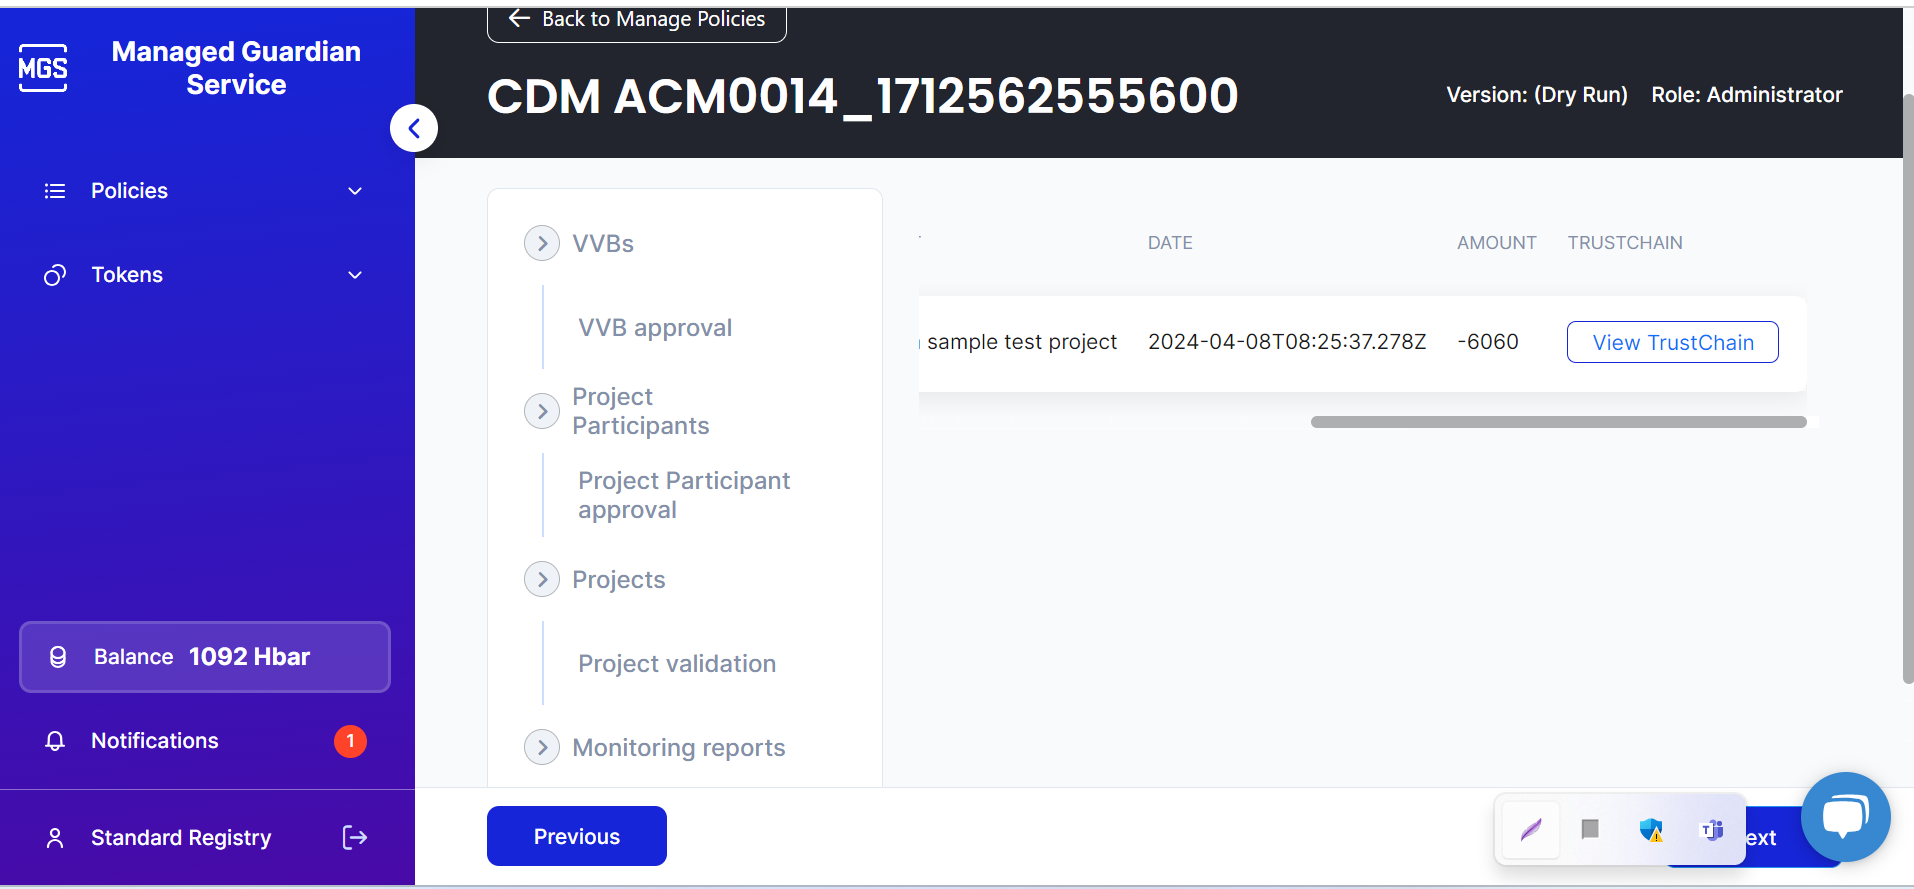 MGS
Managed Guardian
Service
Policies
Tokens
Balance 1092 Hbar
Notifications 1
Standard Registry
Back to Manage Policies
CDM ACM0014_1712562555600
Version: (Dry Run) Role: Administrator
VVBs
VVB approval
Project
Participants
Project Participant
approval
Projects
Project validation
Monitoring reports
DATE AMOUNT TRUSTCHAIN
sample test project 2024-04-08T08:25:37.278Z -6060 View TrustChain
Previous
ext